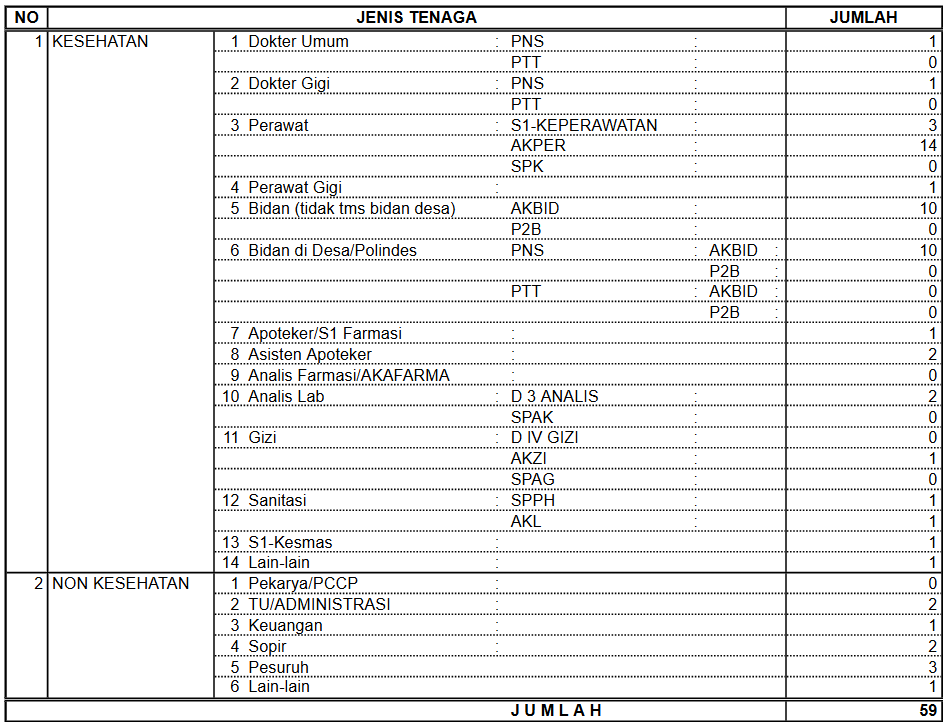 NO JENIS TENAGA JUMLAH
1 KESEHATAN 1 Dokter Umum : PNS : 1
PTT : 0
2 Dokter Gigi : PNS : 1
PTT : 0
3 Perawat : S1-KEPERAWATAN : 3
AKPER : 14
SPK : 0
4 Perawat Gigi : 1
5 Bidan (tidak tms bidan desa) AKBID : 10
P2B : 0
6 Bidan di Desa/Polindes PNS : AKBID : 10
P2B : 0
PTT : AKBID : 0
P2B : 0
7 Apoteker/S1 Farmasi : 1
8 Asisten Apoteker : 2
9 Analis Farmasi/AKAFARMA : 0
10 Analis Lab : D 3 ANALIS : 2
SPAK : 0
11 Gizi : D IV GIZI : 0
AKZI : 1
SPAG : 0
12 Sanitasi : SPPH : 1
AKL : 1
13 S1-Kesmas : 1
14 Lain-lain : 1
2 NON KESEHATAN 1 Pekarya/PCCP : 0
2 TU/ADMINISTRASI : 2
3 Keuangan : 1
4 Sopir : 2
5 Pesuruh 3
6 Lain-lain 1
J U M L A H 59